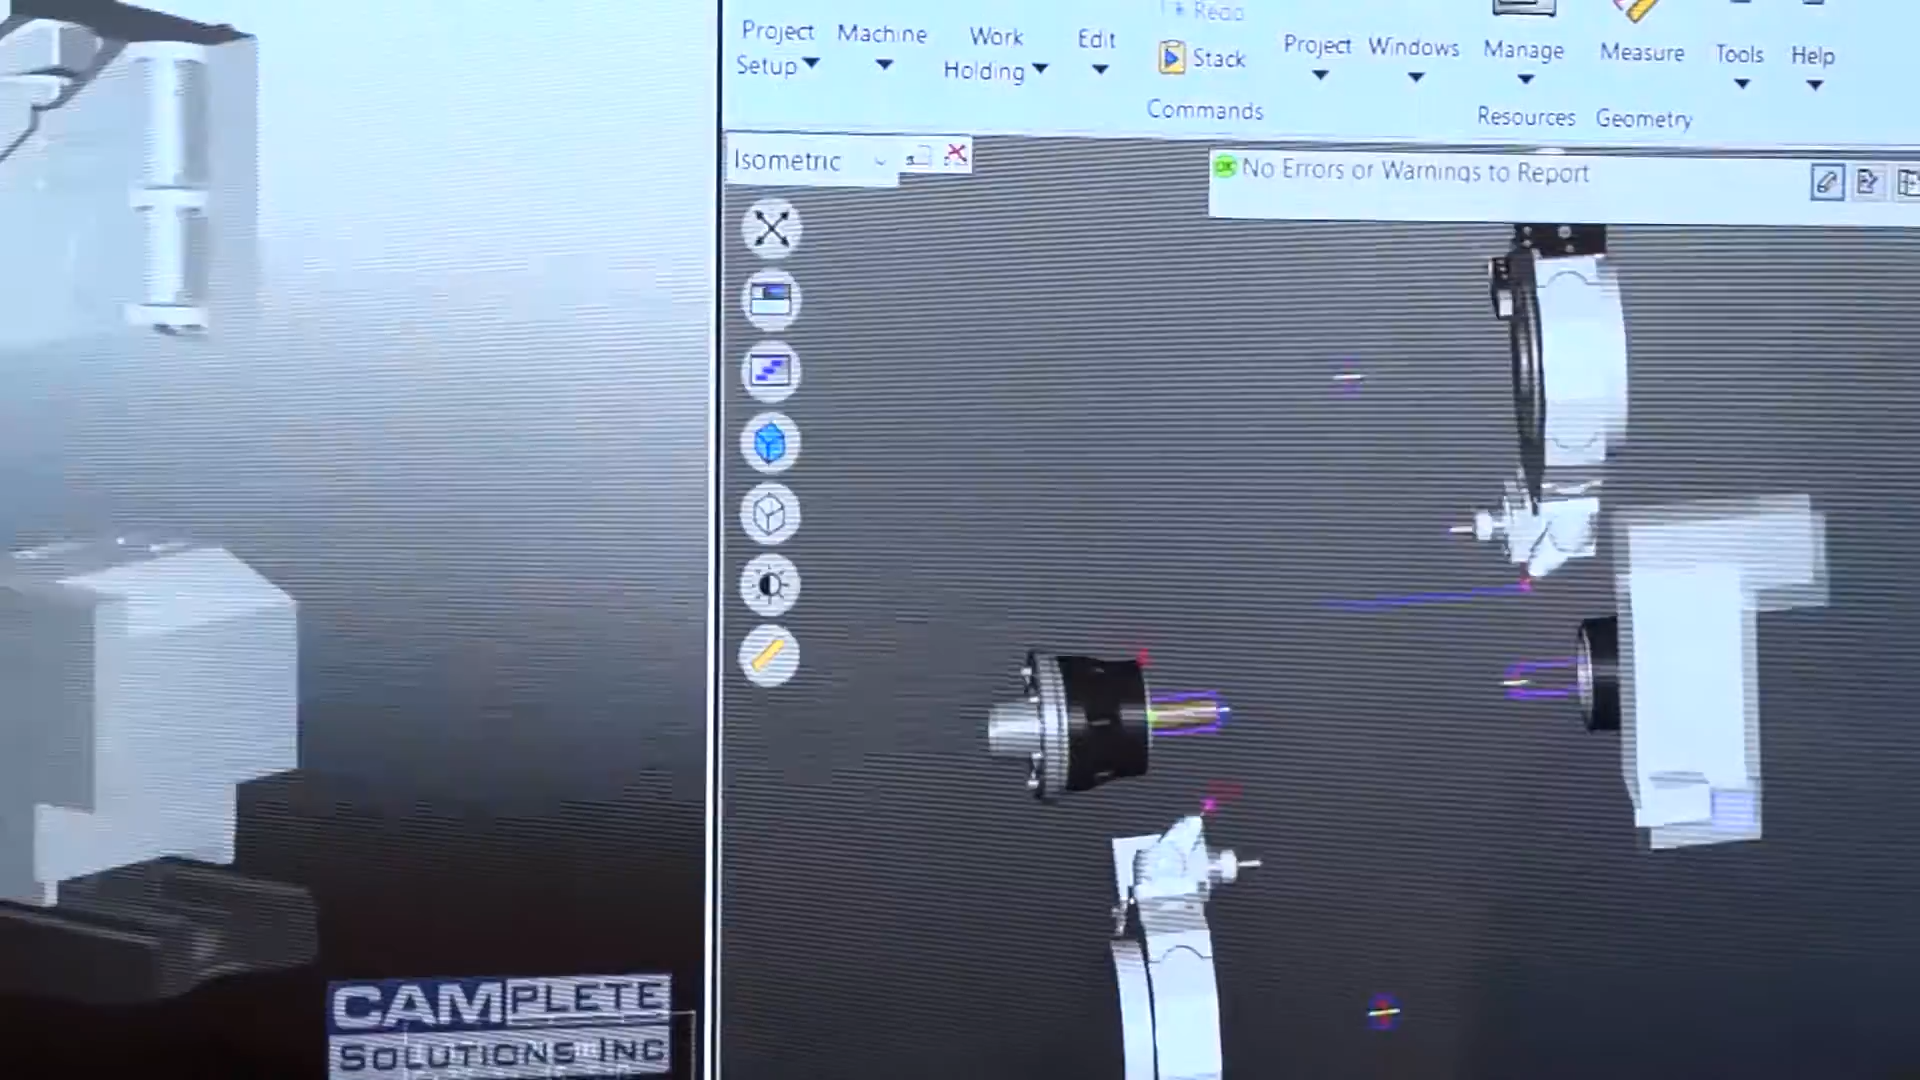 Redo
Project
Setup
Machine
Work
Holding
Edit
Stack
Project
Windows
Manage
Measure
Tools
Help
Commands
Resources
Geometry
Isometric
OK
No Errors or Warnings to Report
CAMPLETE
SOLUTIONS INC